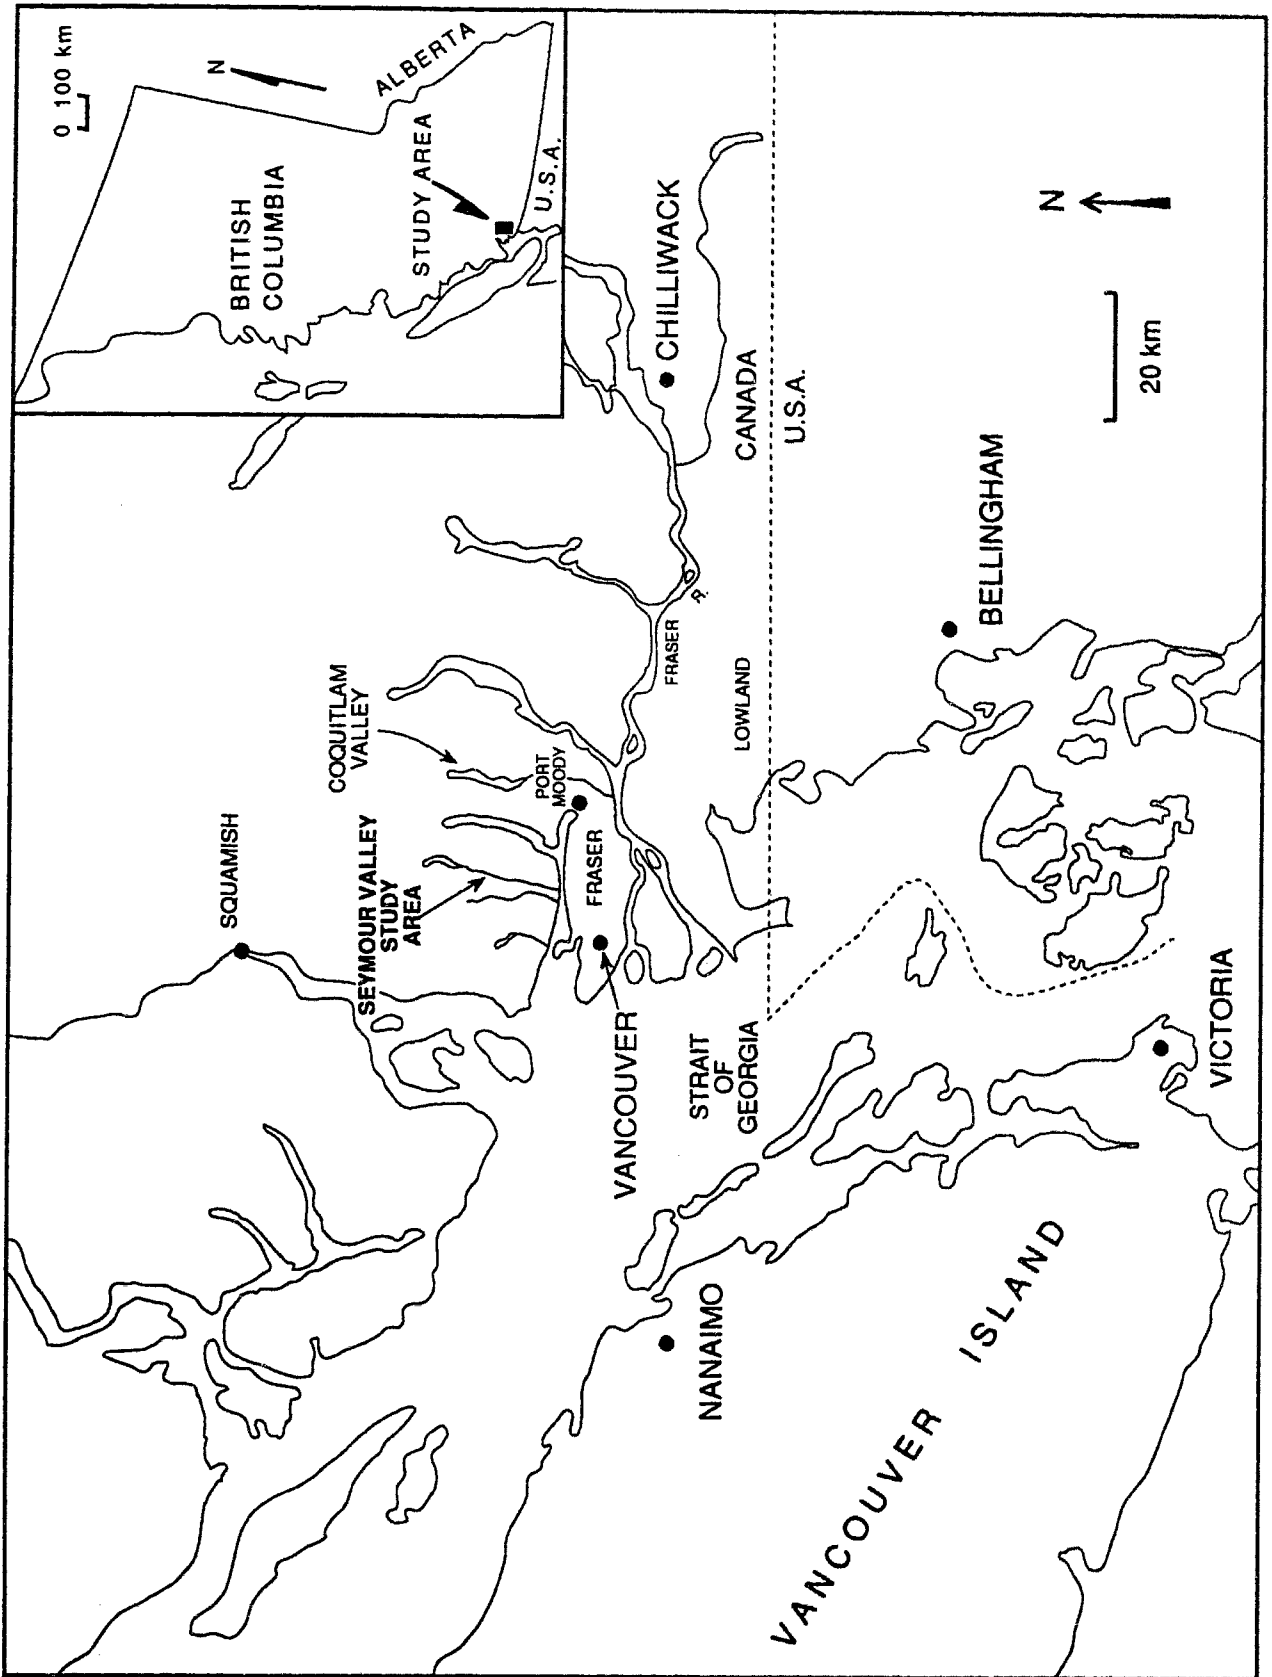 0 100 km
N
ALBERTA
BRITISH
COLUMBIA
STUDY AREA
U.S.A.
SQUAMISH
COQUITLAM
VALLEY
SEYMOUR VALLEY
STUDY
AREA
PORT
MOODY
FRASER
VANCOUVER
STRAIT
OF
GEORGIA
FRASER
R.
LOWLAND
CHILLIWACK
CANADA
U.S.A.
N
20 km
BELLINGHAM
NANAIMO
VICTORIA
VANCOUVER ISLAND